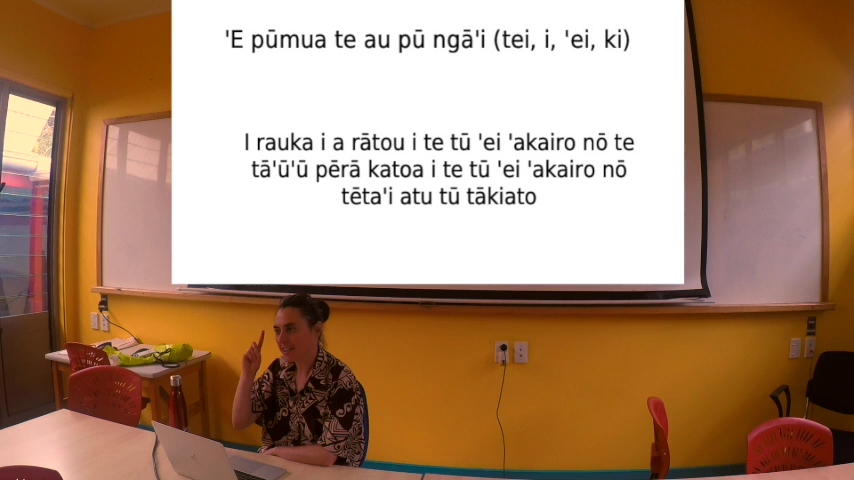 'E pūmua te au pū ngā'i (tei, i, 'ei, ki)
I rauka i a rātou i te tū 'ei 'akairo nō te
tā'ū'ū pērā katoa i te tū 'ei 'akairo nō
tēta'i atu tū tākiato